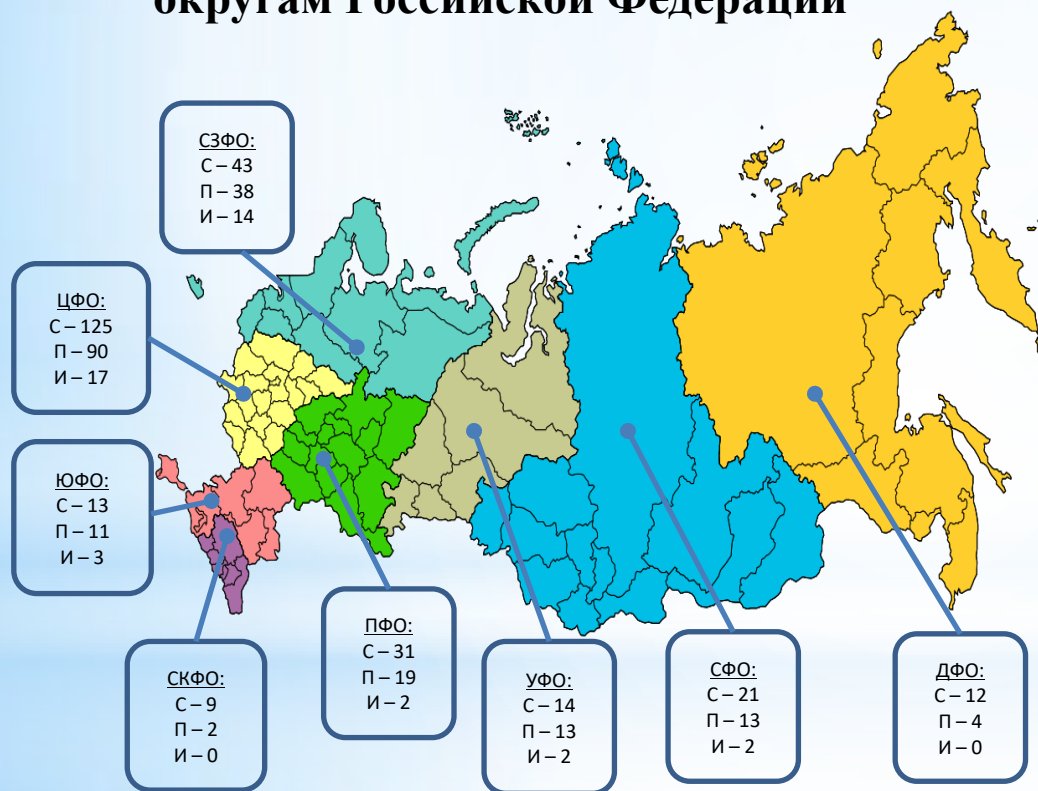 округам Российской Федерации
СЗФО:
С – 43
П – 38
И – 14
ЦФО:
С – 125
П – 90
И – 17
ЮФО:
С – 13
П – 11
И – 3
СКФО:
С – 9
П – 2
И – 0
ПФО:
С – 31
П – 19
И – 2
УФО:
С – 14
П – 13
И – 2
СФО:
С – 21
П – 13
И – 2
ДФО:
С – 12
П – 4
И – 0